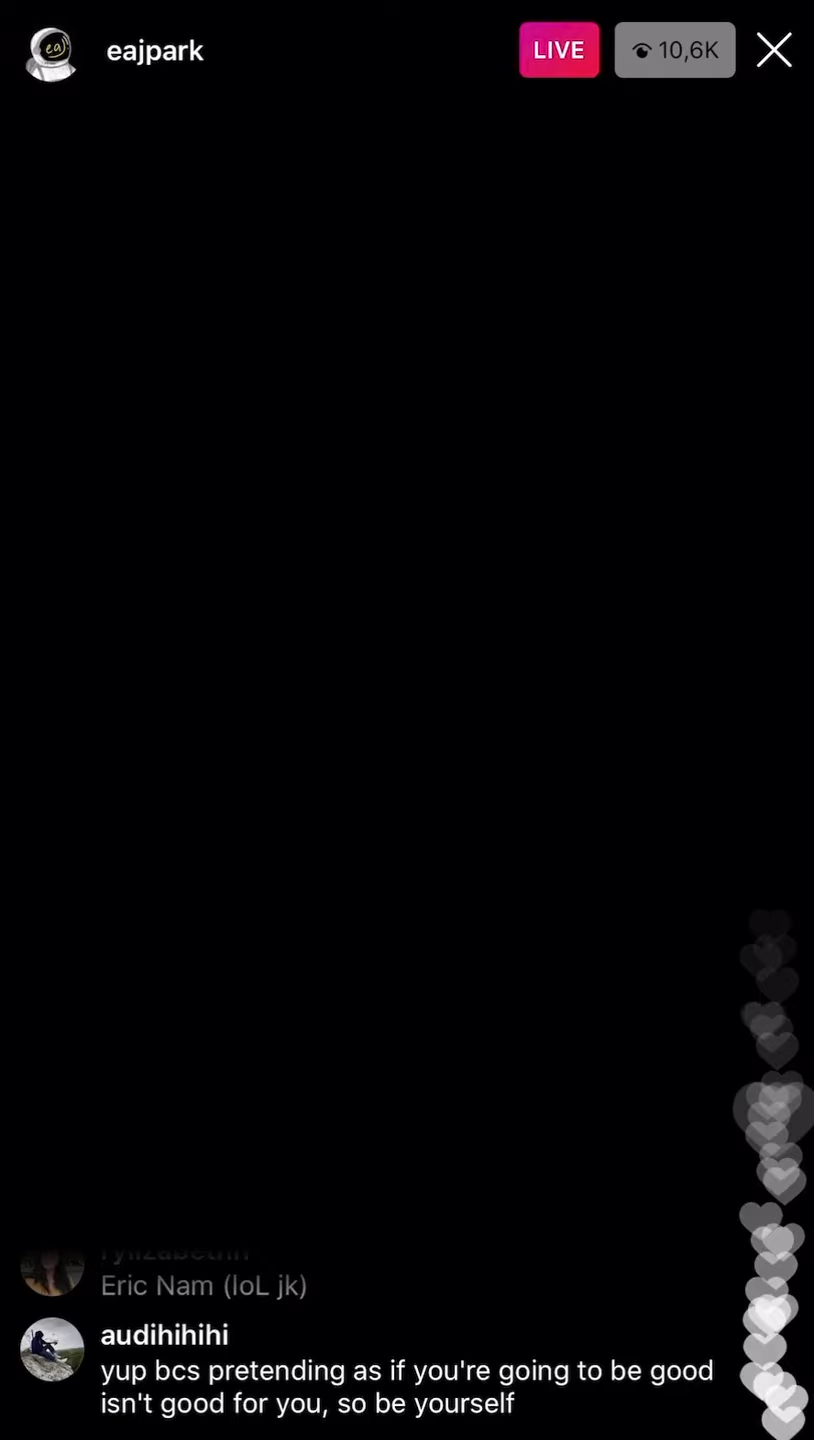 eaj
eajpark
LIVE
10,6K
Eric Nam (loL jk)
audihihihi
yup bcs pretending as if you're going to be good
isn't good for you, so be yourself